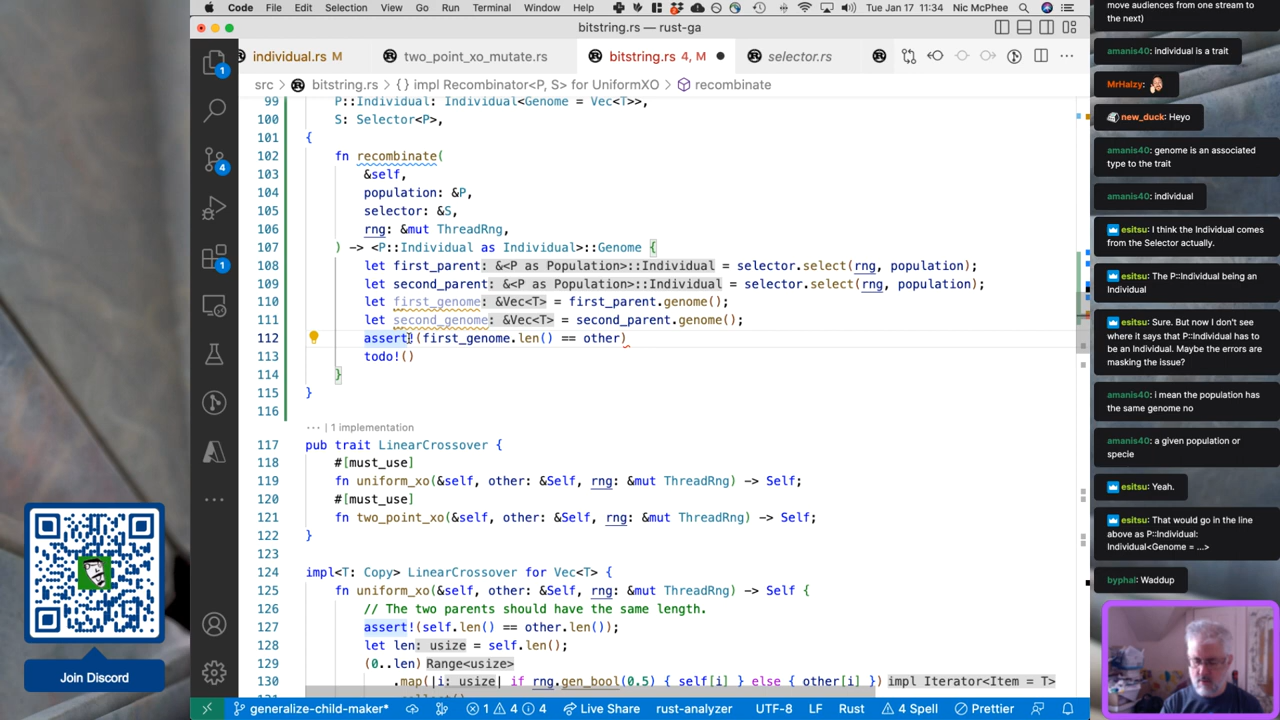 Code File Edit Selection View Go Run Terminal Window Help Tue Jan 17 11:34 Nic McPhee
bitstring.rs — rust-ga
individual.rs M two_point_xo_mutate.rs bitstring.rs 4, M selector.rs
src > bitstring.rs > {} impl Recombinator<P, S> for UniformXO > recombinate
99 P::Individual: Individual<Genome = Vec<T>>,
100 S: Selector<P>,
101 {
102 fn recombinate(
103 &self,
104 population: &P,
105 selector: &S,
106 rng: &mut ThreadRng,
107 ) -> <P::Individual as Individual>::Genome {
108 let first_parent: &<P as Population>::Individual = selector.select(rng, population);
109 let second_parent: &<P as Population>::Individual = selector.select(rng, population);
110 let first_genome: &Vec<T> = first_parent.genome();
111 let second_genome: &Vec<T> = second_parent.genome();
112 assert!(first_genome.len() == other)
113 todo!()
114 }
115 }
116
··· | 1 implementation
117 pub trait LinearCrossover {
118 #[must_use]
119 fn uniform_xo(&self, other: &Self, rng: &mut ThreadRng) -> Self;
120 #[must_use]
121 fn two_point_xo(&self, other: &Self, rng: &mut ThreadRng) -> Self;
122 }
123
124 impl<T: Copy> LinearCrossover for Vec<T> {
125 fn uniform_xo(&self, other: &Self, rng: &mut ThreadRng) -> Self {
126 // The two parents should have the same length.
127 assert!(self.len() == other.len());
128 let len: usize = self.len();
129 (0..len) Range<usize>
130 .map(|i: usize| if rng.gen_bool(0.5) { self[i] } else { other[i] }) impl Iterator<Item = T>
1
4
1
generalize-child-maker* 1 4 4 Live Share rust-analyzer UTF-8 LF Rust 4 Spell Prettier
Join Discord
move audiences from one stream to the next)
amanis40: individual is a trait
MrHalzy:
new_duck: Heyo
amanis40: genome is an associated
type to the trait
amanis40: individual
esitsu: I think the Individual comes
from the Selector actually.
esitsu: The P::Individual being an
Individual
esitsu: Sure. But now I don't see
where it says that P::Individual has to
be an Individual. Maybe the errors are
masking the issue?
amanis40: i mean the population has
the same genome no
amanis40: a given population or
specie
esitsu: Yeah.
esitsu: That would go in the line
above as P::Individual:
Individual<Genome = ...>
byphal: Waddup